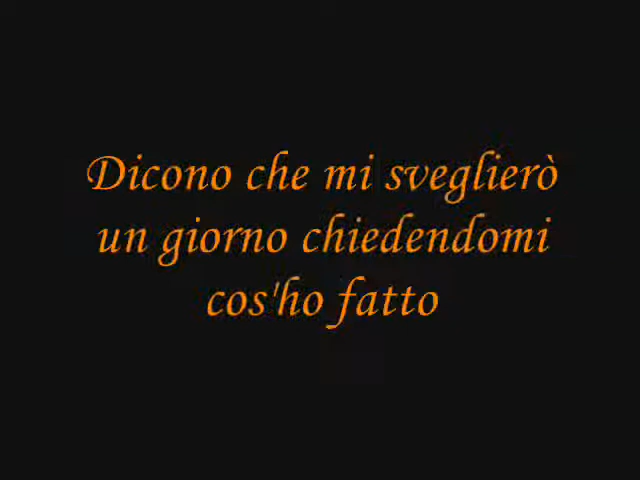 Dicono che mi sveglierò
un giorno chiedendomi
cos'ho fatto